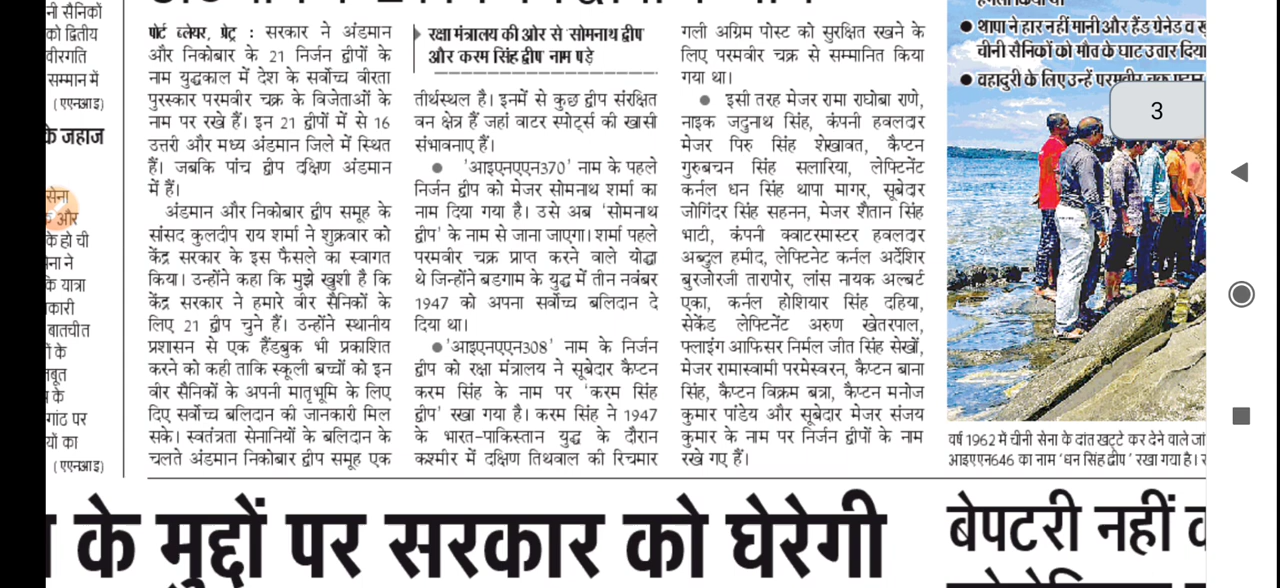 नी सैनिकों
को द्वितीय
वीरगति
सम्मान में
(एएनआइ)
के जहाज
सेना
और
के हो ची
ना ने
के यात्रा
कारी
बातचीत
के
के
गांठ पर
यों का
(एएनआइ)
पोर्ट ब्लेयर, प्रेट्र : सरकार ने अंडमान
और निकोबार के 21 निर्जन द्वीपों के
नाम युद्धकाल में देश के सर्वोच्च वीरता
पुरस्कार परमवीर चक्र के विजेताओं के
नाम पर रखे हैं। इन 21 द्वीपों में से 16
उत्तरी और मध्य अंडमान जिले में स्थित
हैं। जबकि पांच द्वीप दक्षिण अंडमान
में हैं।
अंडमान और निकोबार द्वीप समूह के
सांसद कुलदीप राय शर्मा ने शुक्रवार को
केंद्र सरकार के इस फैसले का स्वागत
किया। उन्होंने कहा कि मुझे खुशी है कि
केंद्र सरकार ने हमारे वीर सैनिकों के
लिए 21 द्वीप चुने हैं। उन्होंने स्थानीय
प्रशासन से एक हैंडबुक भी प्रकाशित
करने को कही ताकि स्कूली बच्चों को इन
वीर सैनिकों के अपनी मातृभूमि के लिए
दिए सर्वोच्च बलिदान की जानकारी मिल
सके। स्वतंत्रता सेनानियों के बलिदान के
चलते अंडमान निकोबार द्वीप समूह एक
रक्षा मंत्रालय की ओर से 'सोमनाथ द्वीप'
और करम सिंह द्वीप' नाम पड़े
तीर्थस्थल है। इनमें से कुछ द्वीप संरक्षित
वन क्षेत्र हैं जहां वाटर स्पोर्ट्स की खासी
संभावनाए हैं।
● 'आइएनएएन370' नाम के पहले
निर्जन द्वीप को मेजर सोमनाथ शर्मा का
नाम दिया गया है। उसे अब 'सोमनाथ
द्वीप' के नाम से जाना जाएगा। शर्मा पहले
परमवीर चक्र प्राप्त करने वाले योद्धा
थे जिन्होंने बडगाम के युद्ध में तीन नवंबर
1947 को अपना सर्वोच्च बलिदान दे
दिया था।
● 'आइएनएएन308' नाम के निर्जन
द्वीप को रक्षा मंत्रालय ने सूबेदार कैप्टन
करम सिंह के नाम पर 'करम सिंह
द्वीप' रखा गया है। करम सिंह ने 1947
के भारत-पाकिस्तान युद्ध के दौरान
कश्मीर में दक्षिण तिथवाल की रिचमार
गली अग्रिम पोस्ट को सुरक्षित रखने के
लिए परमवीर चक्र से सम्मानित किया
गया था।
● इसी तरह मेजर रामा राघोबा राणे,
नाइक जदुनाथ सिंह, कंपनी हवलदार
मेजर पिरु सिंह शेखावत, कैप्टन
गुरुबचन सिंह सलारिया, लेफ्टिनेंट
कर्नल धन सिंह थापा मागर, सूबेदार
जोगिंदर सिंह सहनन, मेजर शैतान सिंह
भाटी, कंपनी क्वाटरमास्टर हवलदार
अब्दुल हमीद, लेफ्टिनेंट कर्नल अर्देशिर
बुरजोरजी तारापोर, लांस नायक अल्बर्ट
एका, कर्नल होशियार सिंह दहिया,
सेकेंड लेफ्टिनेंट अरुण खेतरपाल,
फ्लाइंग आफिसर निर्मल जीत सिंह सेखों,
मेजर रामास्वामी परमेस्वरन, कैप्टन बाना
सिंह, कैप्टन विक्रम बत्रा, कैप्टन मनोज
कुमार पांडेय और सूबेदार मेजर संजय
कुमार के नाम पर निर्जन द्वीपों के नाम
रखे गए हैं।
● थापा ने हार नहीं मानी और हैंड ग्रेनेड व
चीनी सैनिकों को मौत के घाट उतार दिया
● बहादुरी के लिए उन्हें परमवीर चक्र
3
वर्ष 1962 में चीनी सेना के दांत खट्टे कर देने वाले जां
आइएएन646 का नाम 'धन सिंह द्वीप' रखा गया है।
के मुद्दों पर सरकार को घेरेगी
बेपटरी नहीं